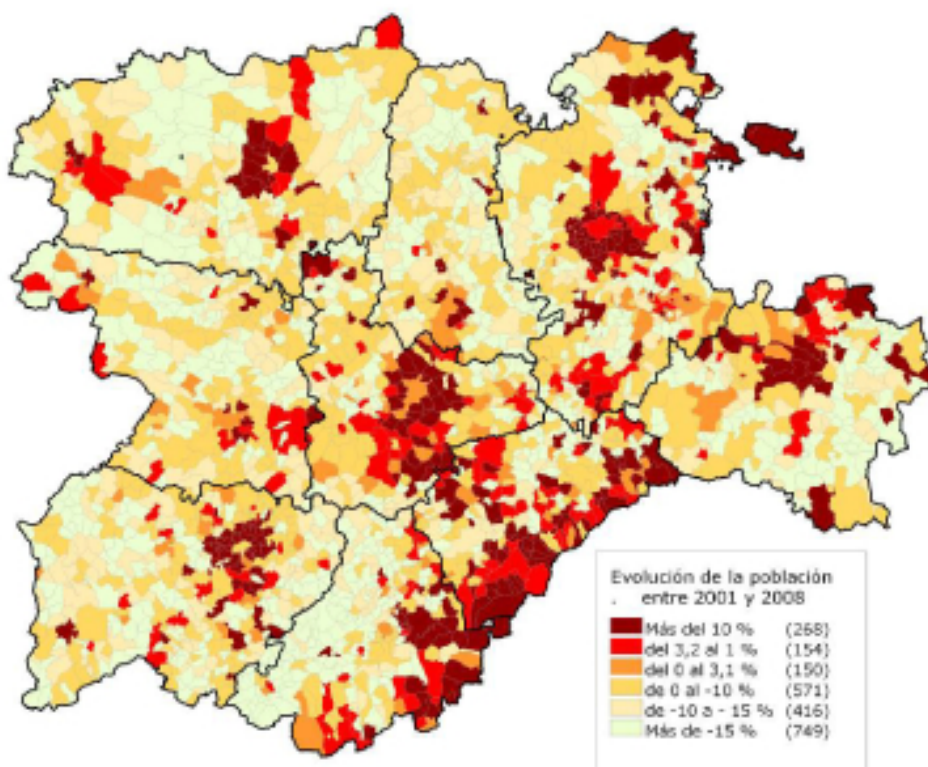 Evolución de la población
. entre 2001 y 2008
Más del 10 % (268)
del 3,2 al 1 % (154)
del 0 al 3,1 % (150)
de 0 al -10 % (571)
de -10 a - 15 % (416)
Más de -15 % (749)